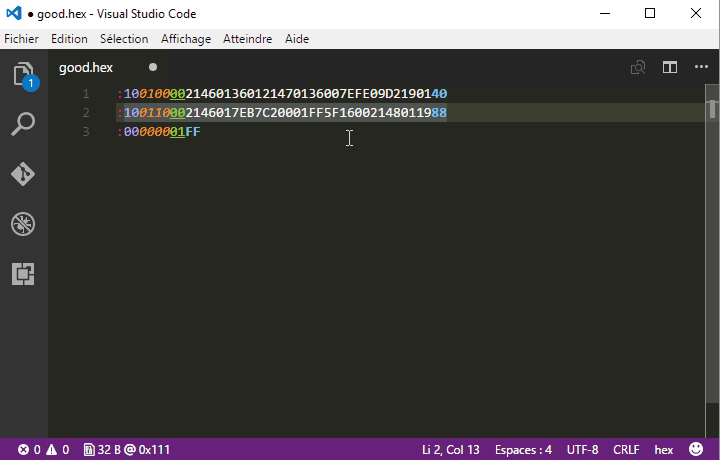 ● good.hex - Visual Studio Code
Fichier Edition Sélection Affichage Atteindre Aide
good.hex
1 :10010000214601360121470136007EFE09D2190140
2 :100110002146017EB7C20001FF5F16002148011988
3 :00000001FF
1
0 0 32 B @ 0x111 Li 2, Col 13 Espaces : 4 UTF-8 CRLF hex